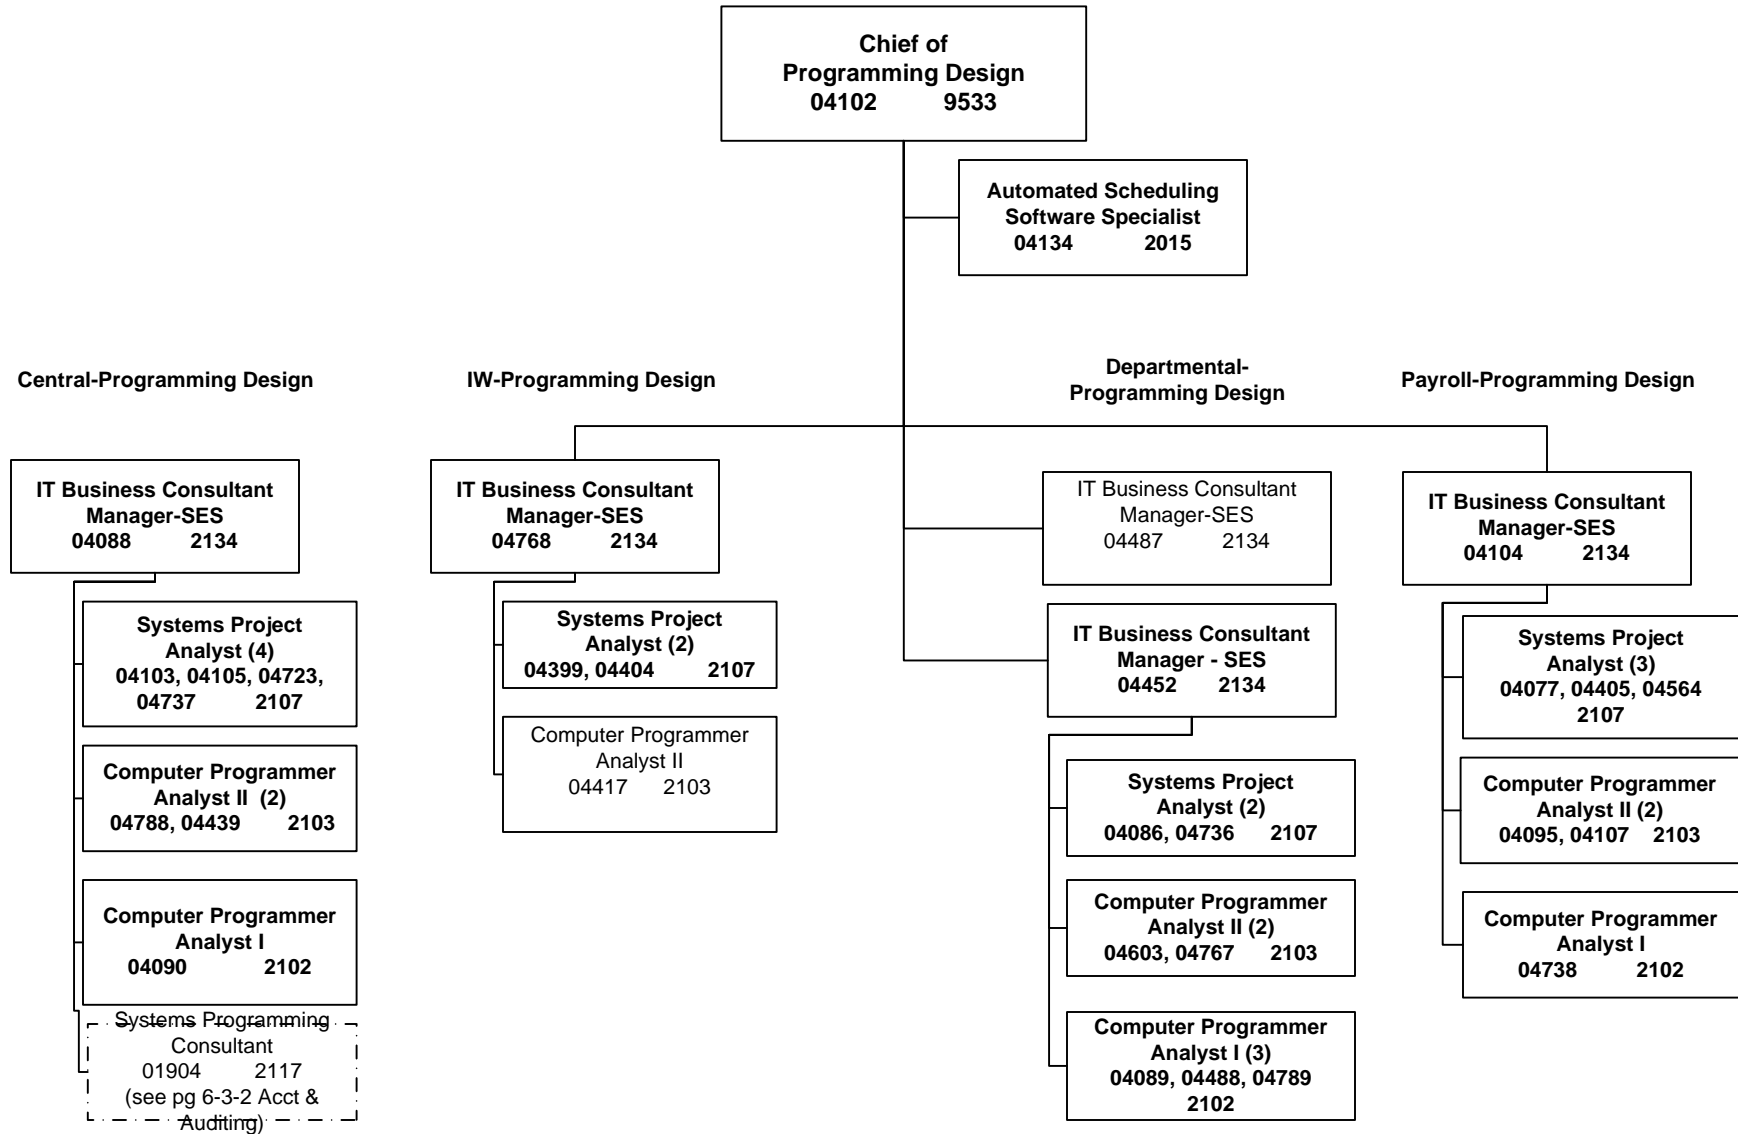 Chief of
Programming Design
04102 9533
Automated Scheduling
Software Specialist
04134 2015
Central-Programming Design
IW-Programming Design
Departmental-
Programming Design
Payroll-Programming Design
IT Business Consultant
Manager-SES
04088 2134
Systems Project
Analyst (4)
04103, 04105, 04723,
04737 2107
Computer Programmer
Analyst II (2)
04788, 04439 2103
Computer Programmer
Analyst I
04090 2102
Systems Programming
Consultant
01904 2117
(see pg 6-3-2 Acct &
Auditing)
IT Business Consultant
Manager-SES
04768 2134
Systems Project
Analyst (2)
04399, 04404 2107
Computer Programmer
Analyst II
04417 2103
IT Business Consultant
Manager-SES
04487 2134
IT Business Consultant
Manager - SES
04452 2134
Systems Project
Analyst (2)
04086, 04736 2107
Computer Programmer
Analyst II (2)
04603, 04767 2103
Computer Programmer
Analyst I (3)
04089, 04488, 04789
2102
IT Business Consultant
Manager-SES
04104 2134
Systems Project
Analyst (3)
04077, 04405, 04564
2107
Computer Programmer
Analyst II (2)
04095, 04107 2103
Computer Programmer
Analyst I
04738 2102